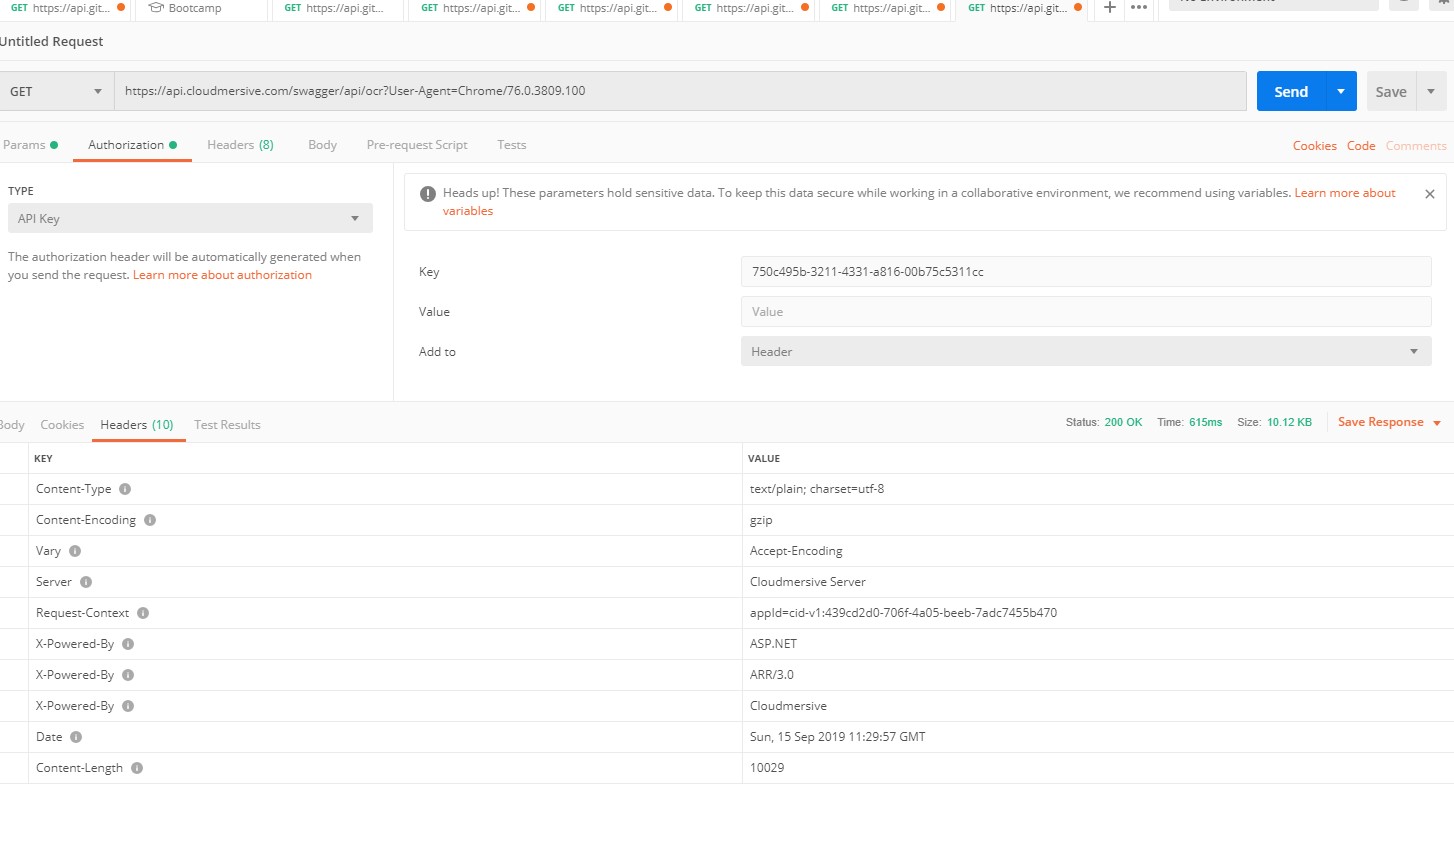 GET https://api.git... Bootcamp GET https://api.git... GET https://api.git... GET https://api.git... GET https://api.git... GET https://api.git... GET https://api.git...
Untitled Request
GET https://api.cloudmersive.com/swagger/api/ocr?User-Agent=Chrome/76.0.3809.100 Send Save
Params Authorization Headers (8) Body Pre-request Script Tests Cookies Code Comments
TYPE
API Key
The authorization header will be automatically generated when
you send the request. Learn more about authorization
Heads up! These parameters hold sensitive data. To keep this data secure while working in a collaborative environment, we recommend using variables. Learn more about
variables
Key 750c495b-3211-4331-a816-00b75c5311cc
Value Value
Add to Header
Body Cookies Headers (10) Test Results Status: 200 OK Time: 615ms Size: 10.12 KB Save Response
KEY VALUE
Content-Type text/plain; charset=utf-8
Content-Encoding gzip
Vary Accept-Encoding
Server Cloudmersive Server
Request-Context appId=cid-v1:439cd2d0-706f-4a05-beeb-7adc7455b470
X-Powered-By ASP.NET
X-Powered-By ARR/3.0
X-Powered-By Cloudmersive
Date Sun, 15 Sep 2019 11:29:57 GMT
Content-Length 10029